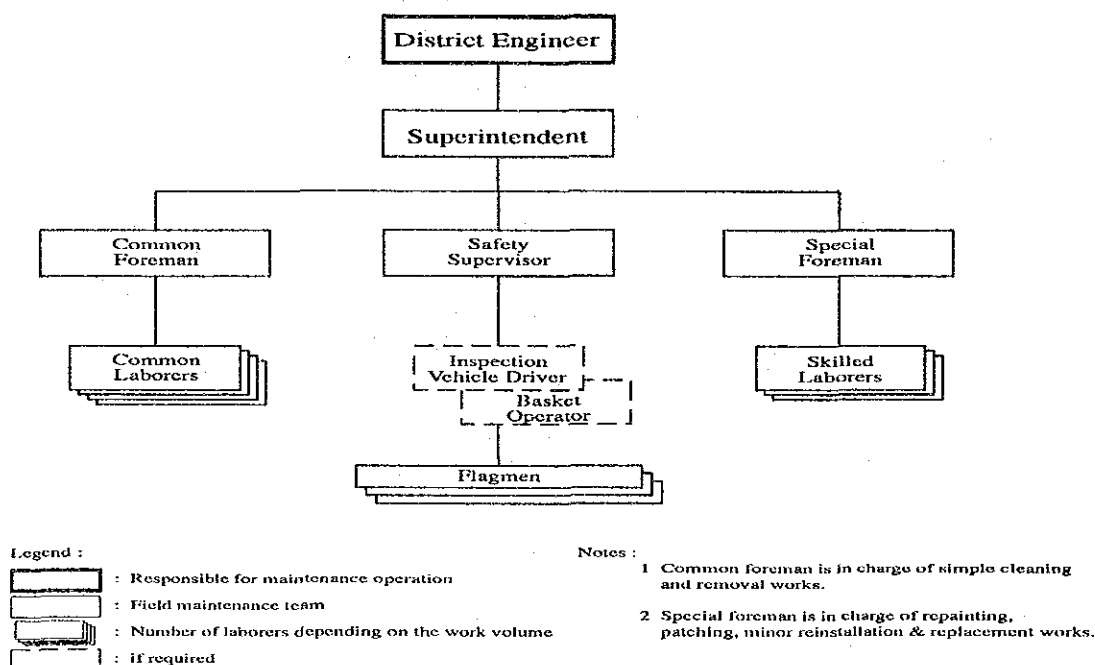 District Engineer
Superintendent
Common
Foreman
Safety
Supervisor
Special
Foreman
Common
Laborers
Inspection
Vehicle Driver
Basket
Operator
Skilled
Laborers
Flagmen
Legend :
: Responsible for maintenance operation
: Field maintenance team
: Number of laborers depending on the work volume
: if required
Notes :
1 Common foreman is in charge of simple cleaning
and removal works.
2 Special foreman is in charge of repainting,
patching, minor reinstallation & replacement works.